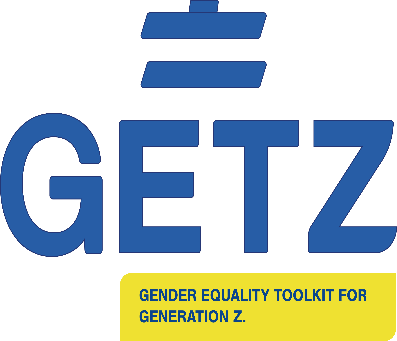 GETZ
GENDER EQUALITY TOOLKIT FOR
GENERATION Z.